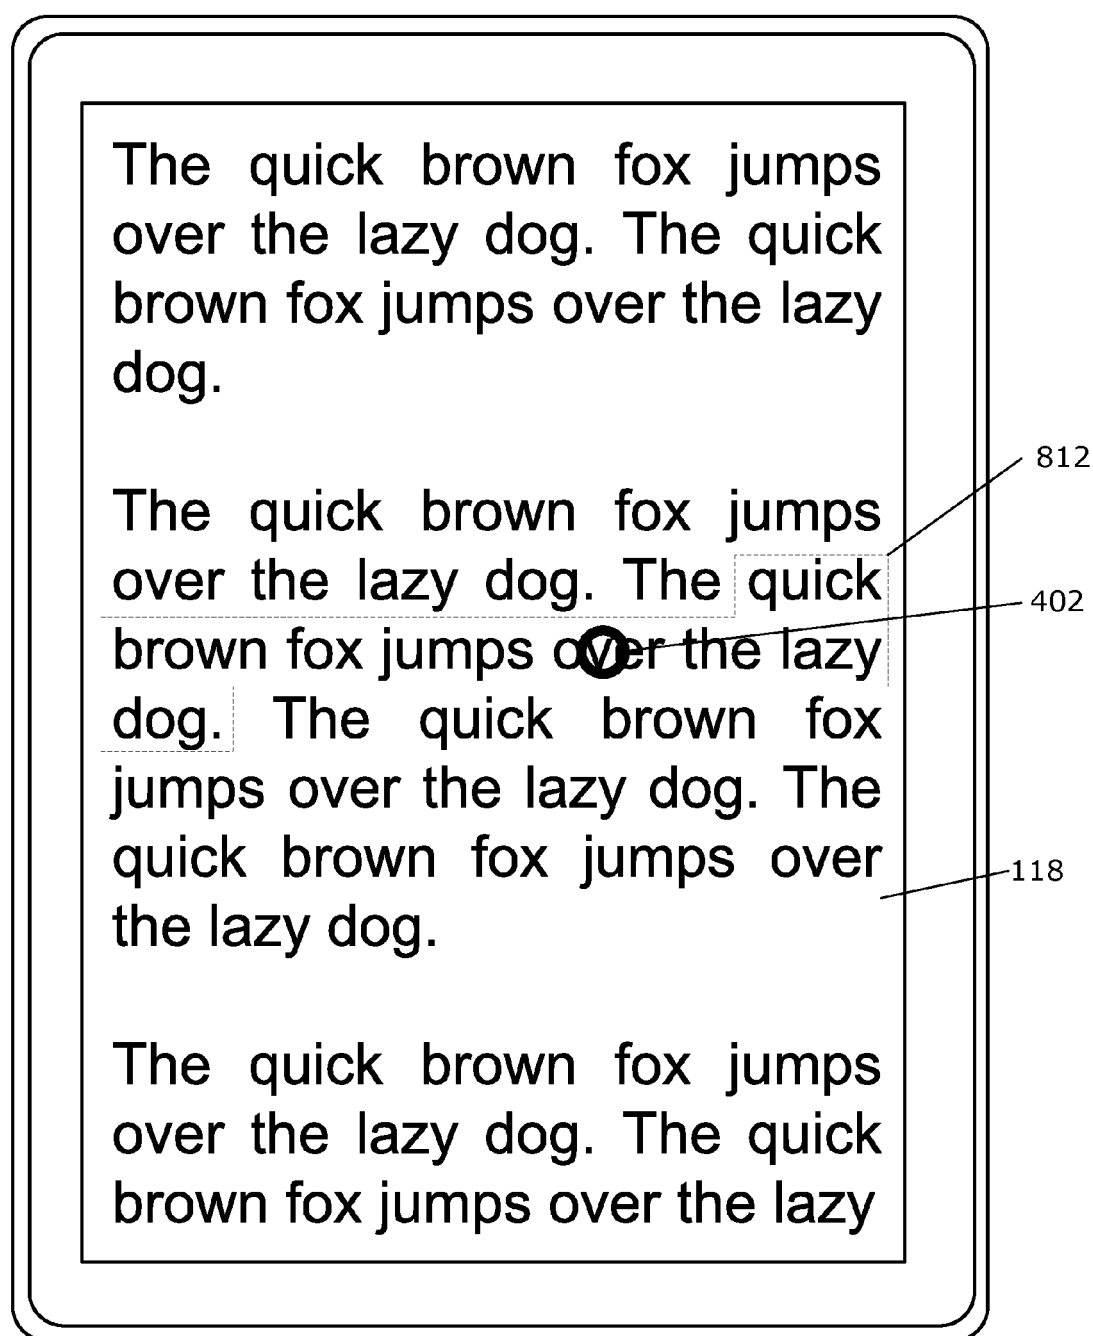 The quick brown fox jumps
over the lazy dog. The quick
brown fox jumps over the lazy
dog.
The quick brown fox jumps
over the lazy dog. The quick
brown fox jumps over the lazy
dog. The quick brown fox
jumps over the lazy dog. The
quick brown fox jumps over
the lazy dog.
The quick brown fox jumps
over the lazy dog. The quick
brown fox jumps over the lazy
812
402
118